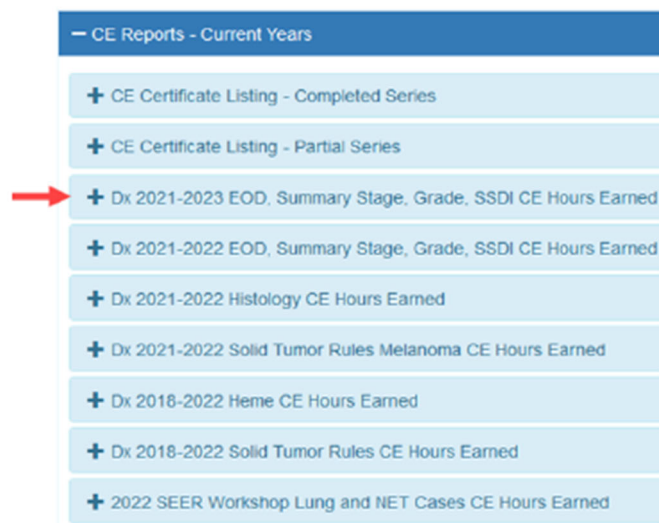 CE Reports - Current Years
CE Certificate Listing - Completed Series
CE Certificate Listing - Partial Series
Dx 2021-2023 EOD, Summary Stage, Grade, SSDI CE Hours Earned
Dx 2021-2022 EOD, Summary Stage, Grade, SSDI CE Hours Earned
Dx 2021-2022 Histology CE Hours Earned
Dx 2021-2022 Solid Tumor Rules Melanoma CE Hours Earned
Dx 2018-2022 Heme CE Hours Earned
Dx 2018-2022 Solid Tumor Rules CE Hours Earned
2022 SEER Workshop Lung and NET Cases CE Hours Earned